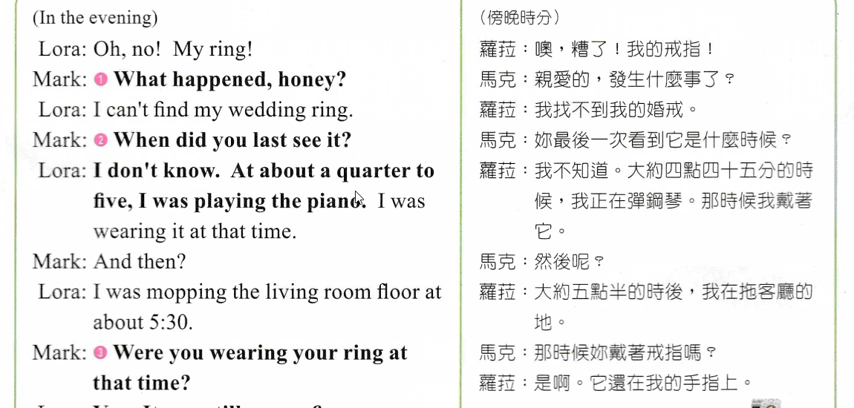 (In the evening)
Lora: Oh, no! My ring!
Mark: ❶ What happened, honey?
Lora: I can't find my wedding ring.
Mark: ❷ When did you last see it?
Lora: I don't know. At about a quarter to
five, I was playing the piano. I was
wearing it at that time.
Mark: And then?
Lora: I was mopping the living room floor at
about 5:30.
Mark: ❸ Were you wearing your ring at
that time?
(傍晚時分)
蘿菈：噢，糟了！我的戒指！
馬克：親愛的，發生什麼事了？
蘿菈：我找不到我的婚戒。
馬克：妳最後一次看到它是什麼時候？
蘿菈：我不知道。大約四點四十五分的時
候，我正在彈鋼琴。那時候我戴著
它。
馬克：然後呢？
蘿菈：大約五點半的時後，我在拖客廳的
地。
馬克：那時候妳戴著戒指嗎？
蘿菈：是啊。它還在我的手指上。